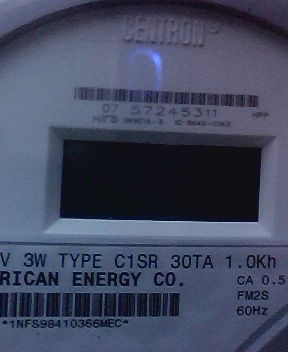 CENTRON
07 57245311
V 3W TYPE C1SR 30TA 1.0Kh
RICAN ENERGY CO.
CA 0.5
FM2S
60Hz
*1NFS98410366MEC*